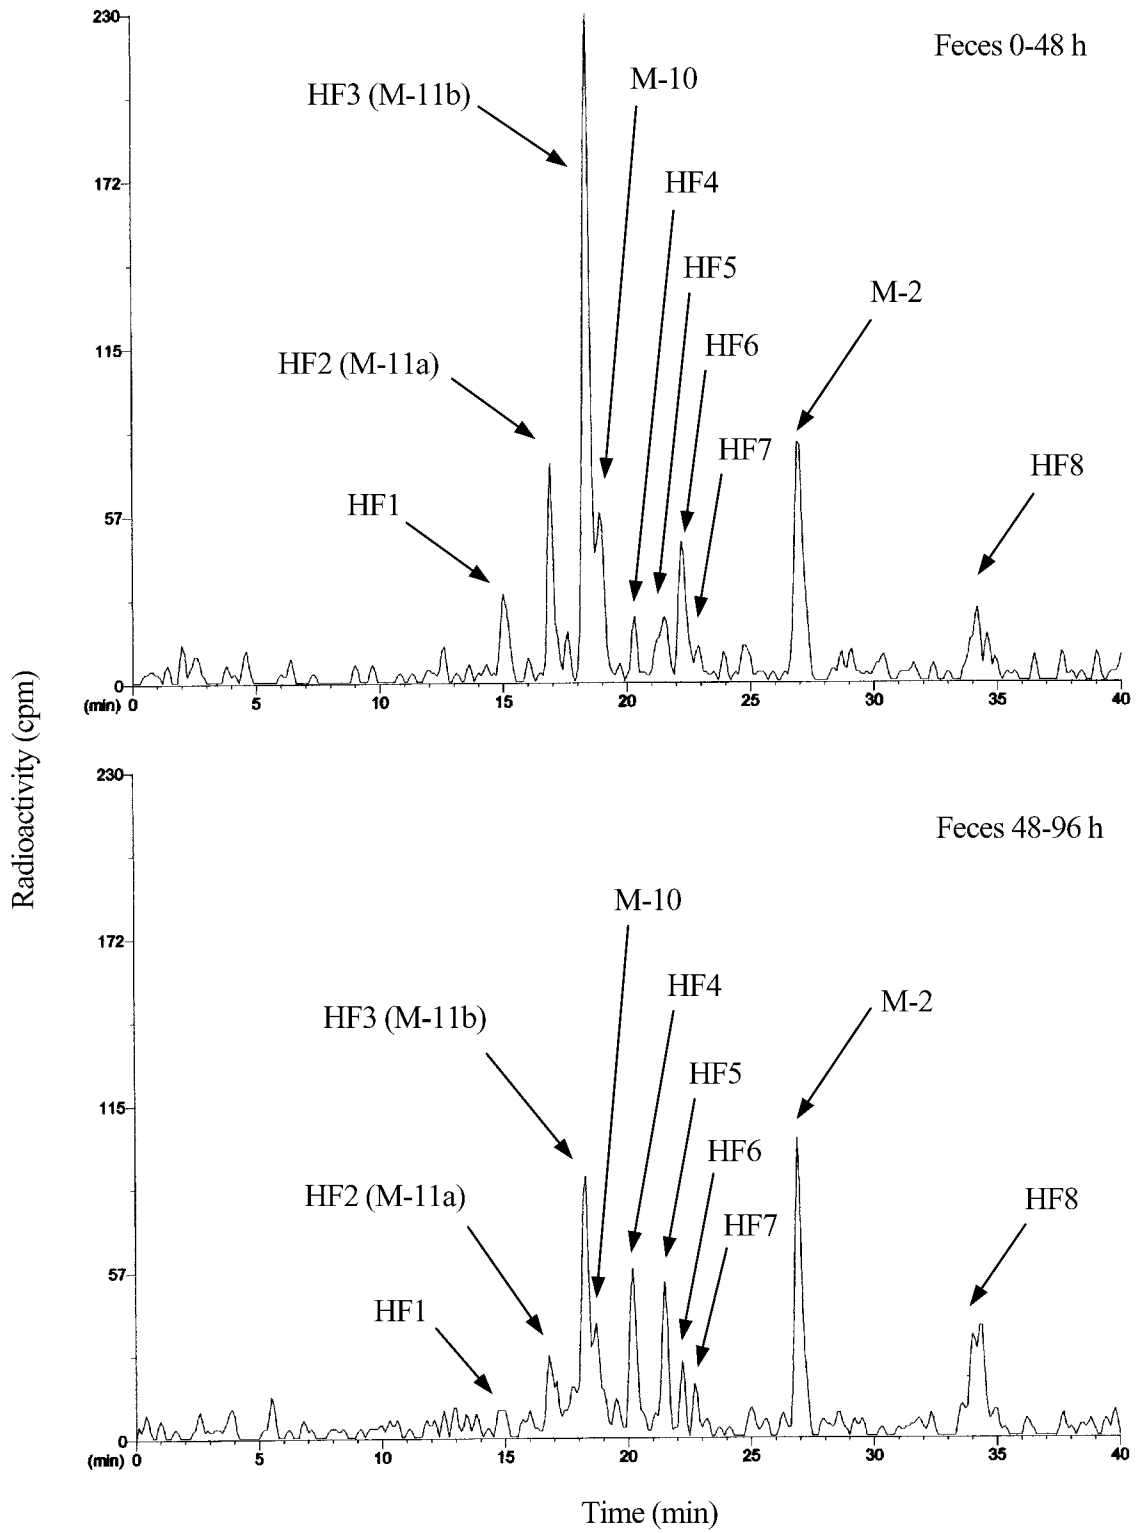 230
Feces 0-48 h
M-10
HF3 (M-11b)
172
HF4
HF5
M-2
HF6
115
HF2 (M-11a)
HF7
HF8
HF1
57
0
(min) 0 5 10 15 20 25 30 35 40
Radioactivity (cpm)
230
Feces 48-96 h
M-10
172
HF4
M-2
HF3 (M-11b)
HF5
115
HF6
HF2 (M-11a)
HF8
HF7
57
HF1
0
(min) 0 5 10 15 20 25 30 35 40
Time (min)